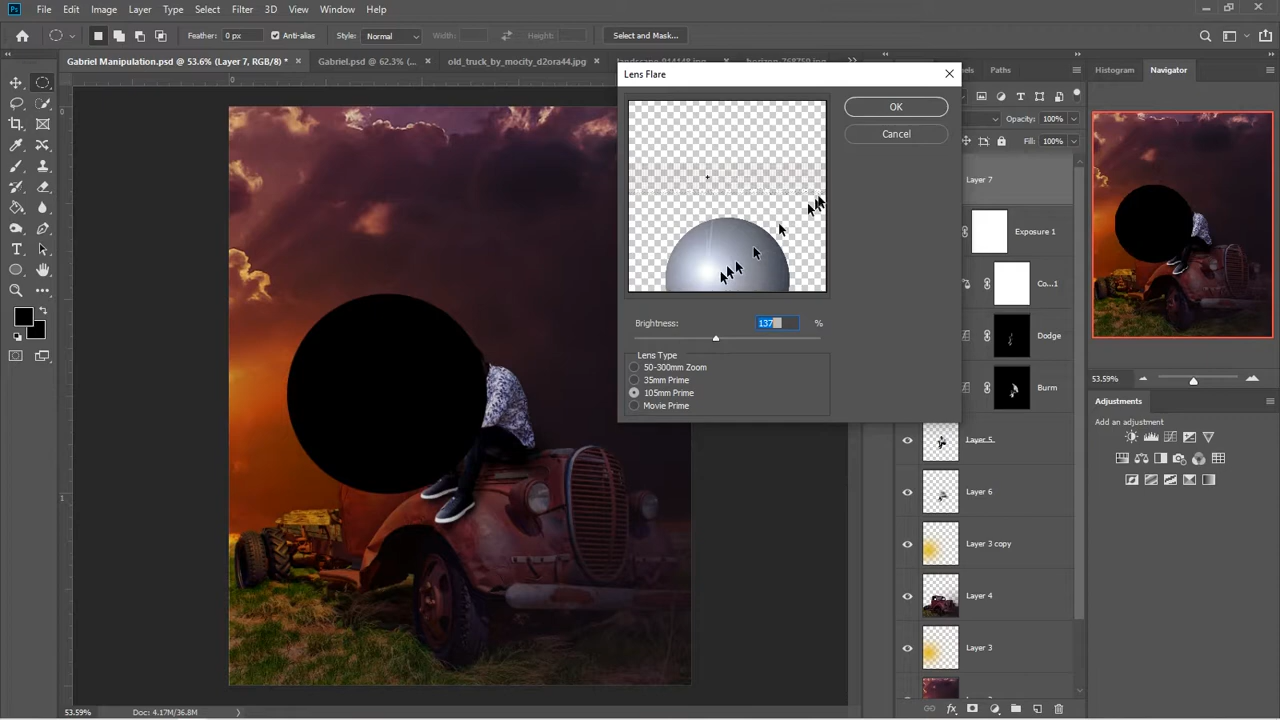 Ps File Edit Image Layer Type Select Filter 3D View Window Help
Feather: 0 px Anti-alias Style: Normal Width: Height: Select and Mask...
Gabriel Manipulation.psd @ 53.6% (Layer 7, RGB/8) * Gabriel.psd @ 62.3% (... old_truck_by_mocity_d2ora44.jpg
Lens Flare
OK
Cancel
Brightness: 137 %
Lens Type
50-300mm Zoom
35mm Prime
105mm Prime
Movie Prime
Paths
Opacity: 100%
Fill: 100%
Layer 7
Exposure 1
Co...1
Dodge
Burm
Layer 5
Layer 6
Layer 3 copy
Layer 4
Layer 3
Histogram Navigator
53.59%
Adjustments
Add an adjustment
0
1
53.59% Doc: 4.17M/36.8M